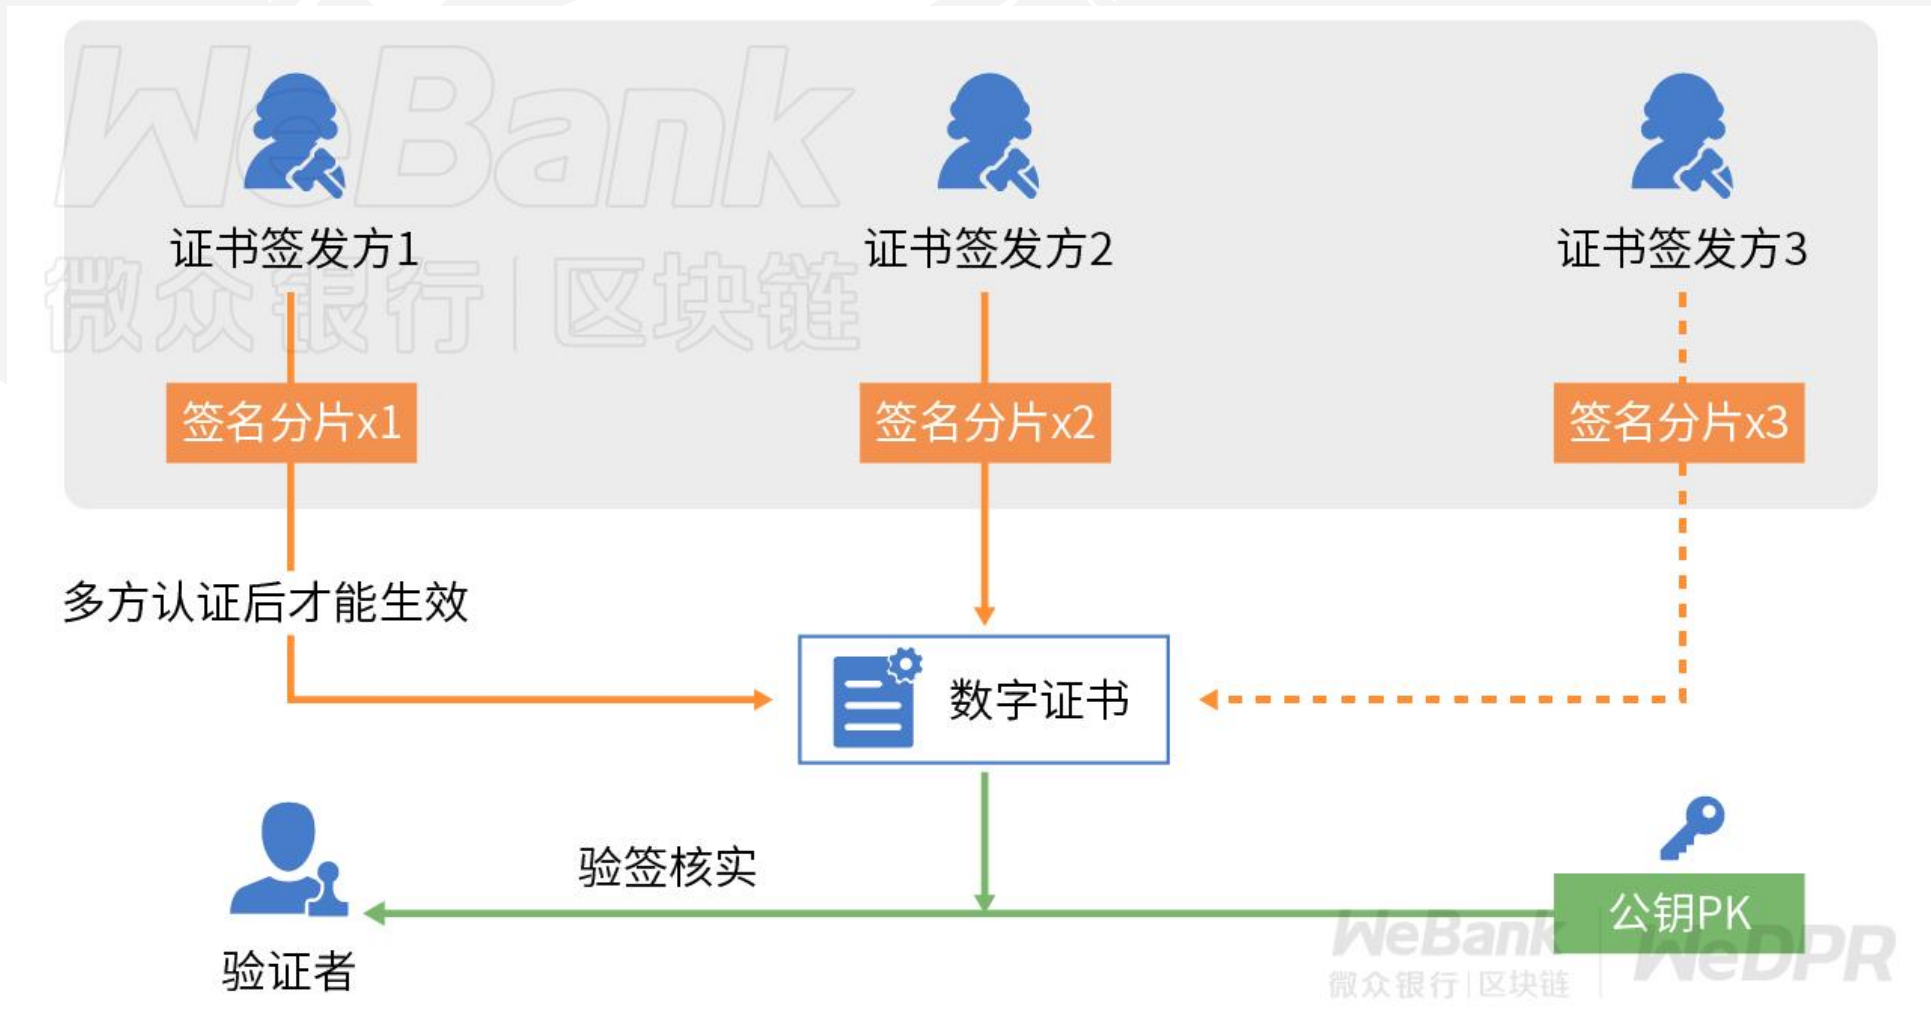 WeBank
微众银行|区块链
证书签发方1
证书签发方2
证书签发方3
签名分片x1
签名分片x2
签名分片x3
多方认证后才能生效
数字证书
验签核实
验证者
公钥PK
WeBank
微众银行|区块链
WeDPR